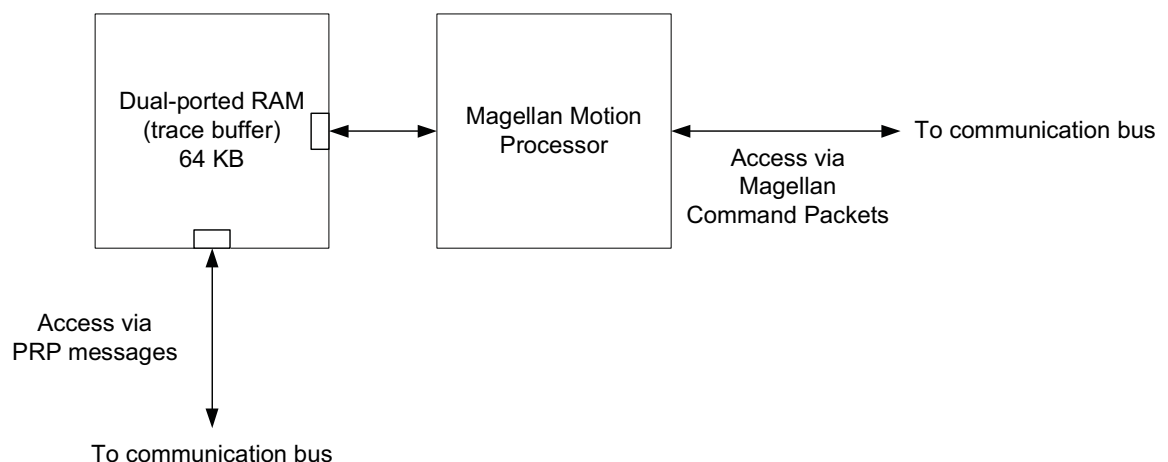 Dual-ported RAM
(trace buffer)
64 KB
Magellan Motion
Processor
To communication bus
Access via
Magellan
Command Packets
Access via
PRP messages
To communication bus